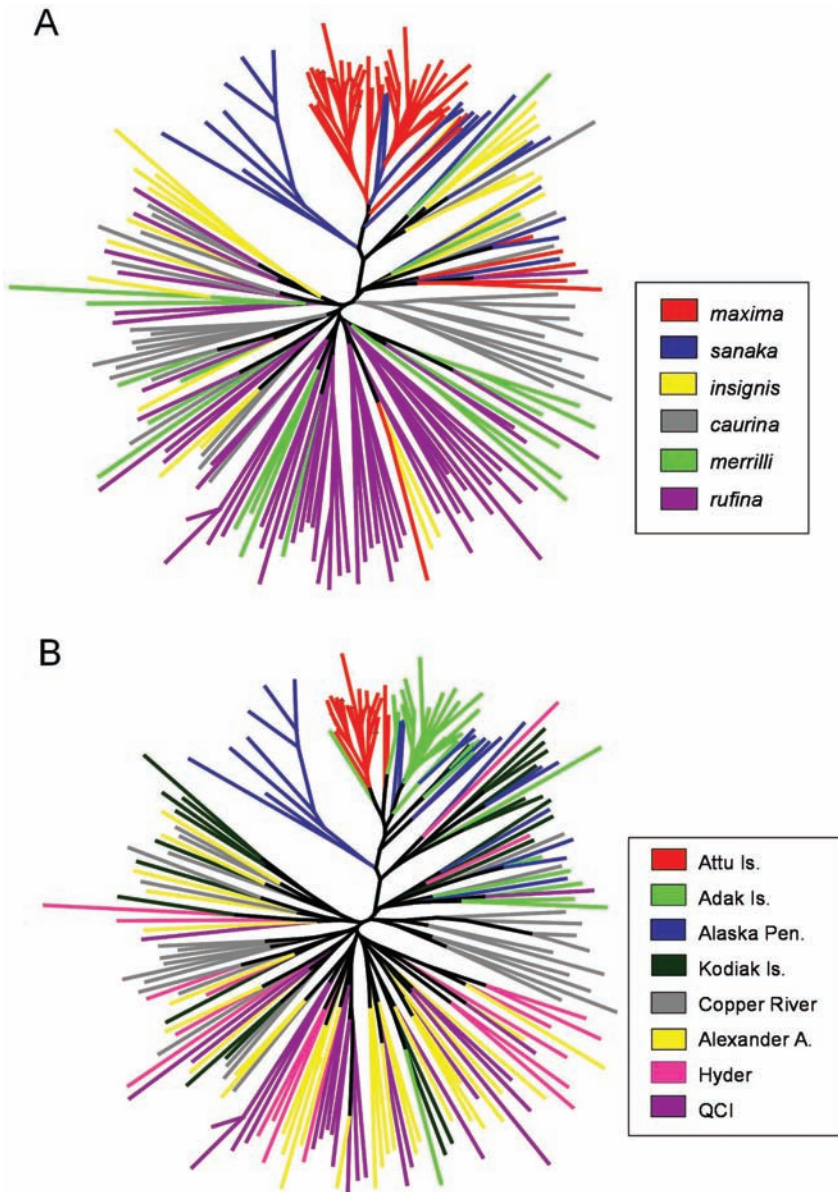 A
maxima
sanaka
insignis
caurina
merrilli
rufina
B
Attu Is.
Adak Is.
Alaska Pen.
Kodiak Is.
Copper River
Alexander A.
Hyder
QCI